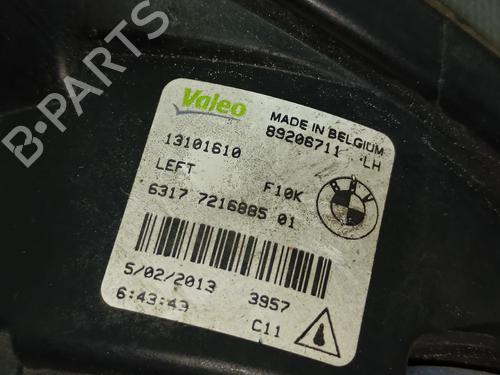 B-PARTS
Valeo
MADE IN BELGIUM
89206711 LH
13101610
LEFT
F10K
BMW
6317 7216885 01
5/02/2013 3957
6:43:43
C11